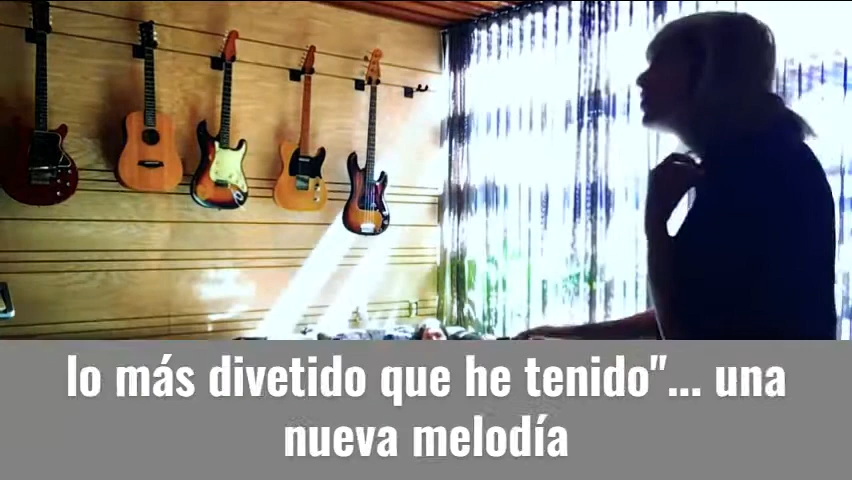 lo más divetido que he tenido"... una
nueva melodía